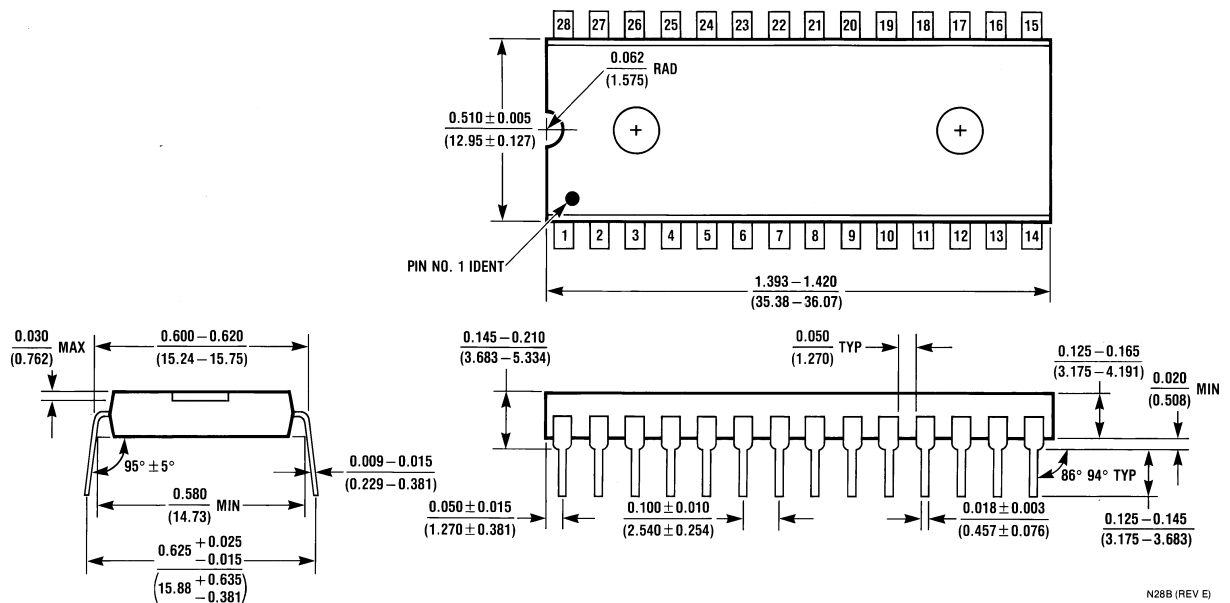 28 27 26 25 24 23 22 21 20 19 18 17 16 15
0.062
(1.575)
RAD
0.510 ± 0.005
(12.95 ± 0.127)
1 2 3 4 5 6 7 8 9 10 11 12 13 14
PIN NO. 1 IDENT
1.393 – 1.420
(35.38 – 36.07)
0.030
(0.762)
MAX
0.600 – 0.620
(15.24 – 15.75)
95° ± 5°
0.009 – 0.015
(0.229 – 0.381)
0.580
(14.73)
MIN
0.625 + 0.025
– 0.015
(15.88 + 0.635
– 0.381)
0.145 – 0.210
(3.683 – 5.334)
0.050
(1.270)
TYP
0.125 – 0.165
(3.175 – 4.191)
0.020
(0.508)
MIN
86° 94° TYP
0.050 ± 0.015
(1.270 ± 0.381)
0.100 ± 0.010
(2.540 ± 0.254)
0.018 ± 0.003
(0.457 ± 0.076)
0.125 – 0.145
(3.175 – 3.683)
N28B (REV E)